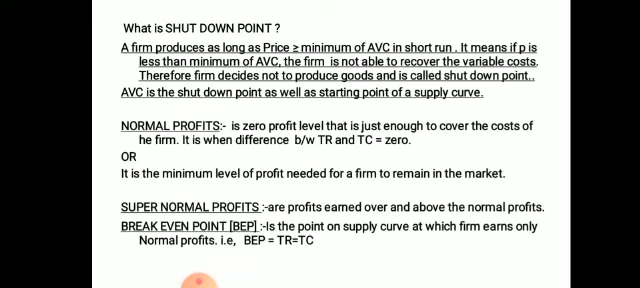 What is SHUT DOWN POINT ?
A firm produces as long as Price ≥ minimum of AVC in short run . It means if p is
less than minimum of AVC, the firm is not able to recover the variable costs.
Therefore firm decides not to produce goods and is called shut down point..
AVC is the shut down point as well as starting point of a supply curve.
NORMAL PROFITS:- is zero profit level that is just enough to cover the costs of
he firm. It is when difference b/w TR and TC = zero.
OR
It is the minimum level of profit needed for a firm to remain in the market.
SUPER NORMAL PROFITS :-are profits earned over and above the normal profits.
BREAK EVEN POINT [BEP] :-Is the point on supply curve at which firm earns only
Normal profits. i.e, BEP = TR=TC